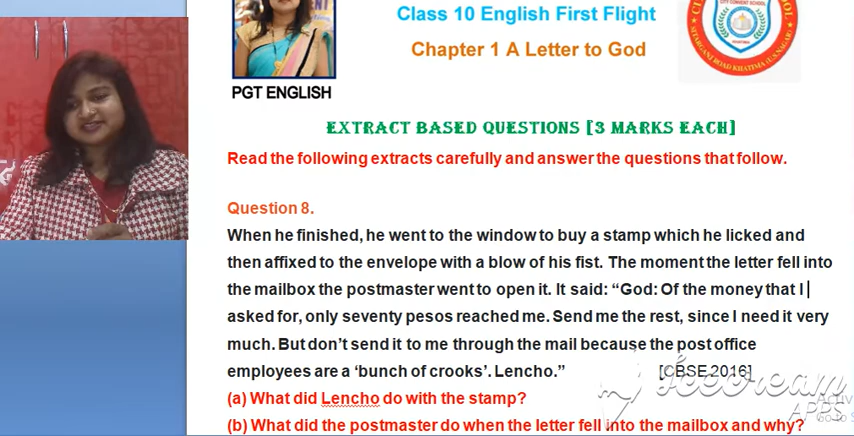 Class 10 English First Flight
Chapter 1 A Letter to God
PGT ENGLISH
EXTRACT BASED QUESTIONS [3 MARKS EACH]
Read the following extracts carefully and answer the questions that follow.
Question 8.
When he finished, he went to the window to buy a stamp which he licked and
then affixed to the envelope with a blow of his fist. The moment the letter fell into
the mailbox the postmaster went to open it. It said: “God: Of the money that I
asked for, only seventy pesos reached me. Send me the rest, since I need it very
much. But don’t send it to me through the mail because the post office
employees are a ‘bunch of crooks’. Lencho.” [CBSE 2016]
(a) What did Lencho do with the stamp?
(b) What did the postmaster do when the letter fell into the mailbox and why?